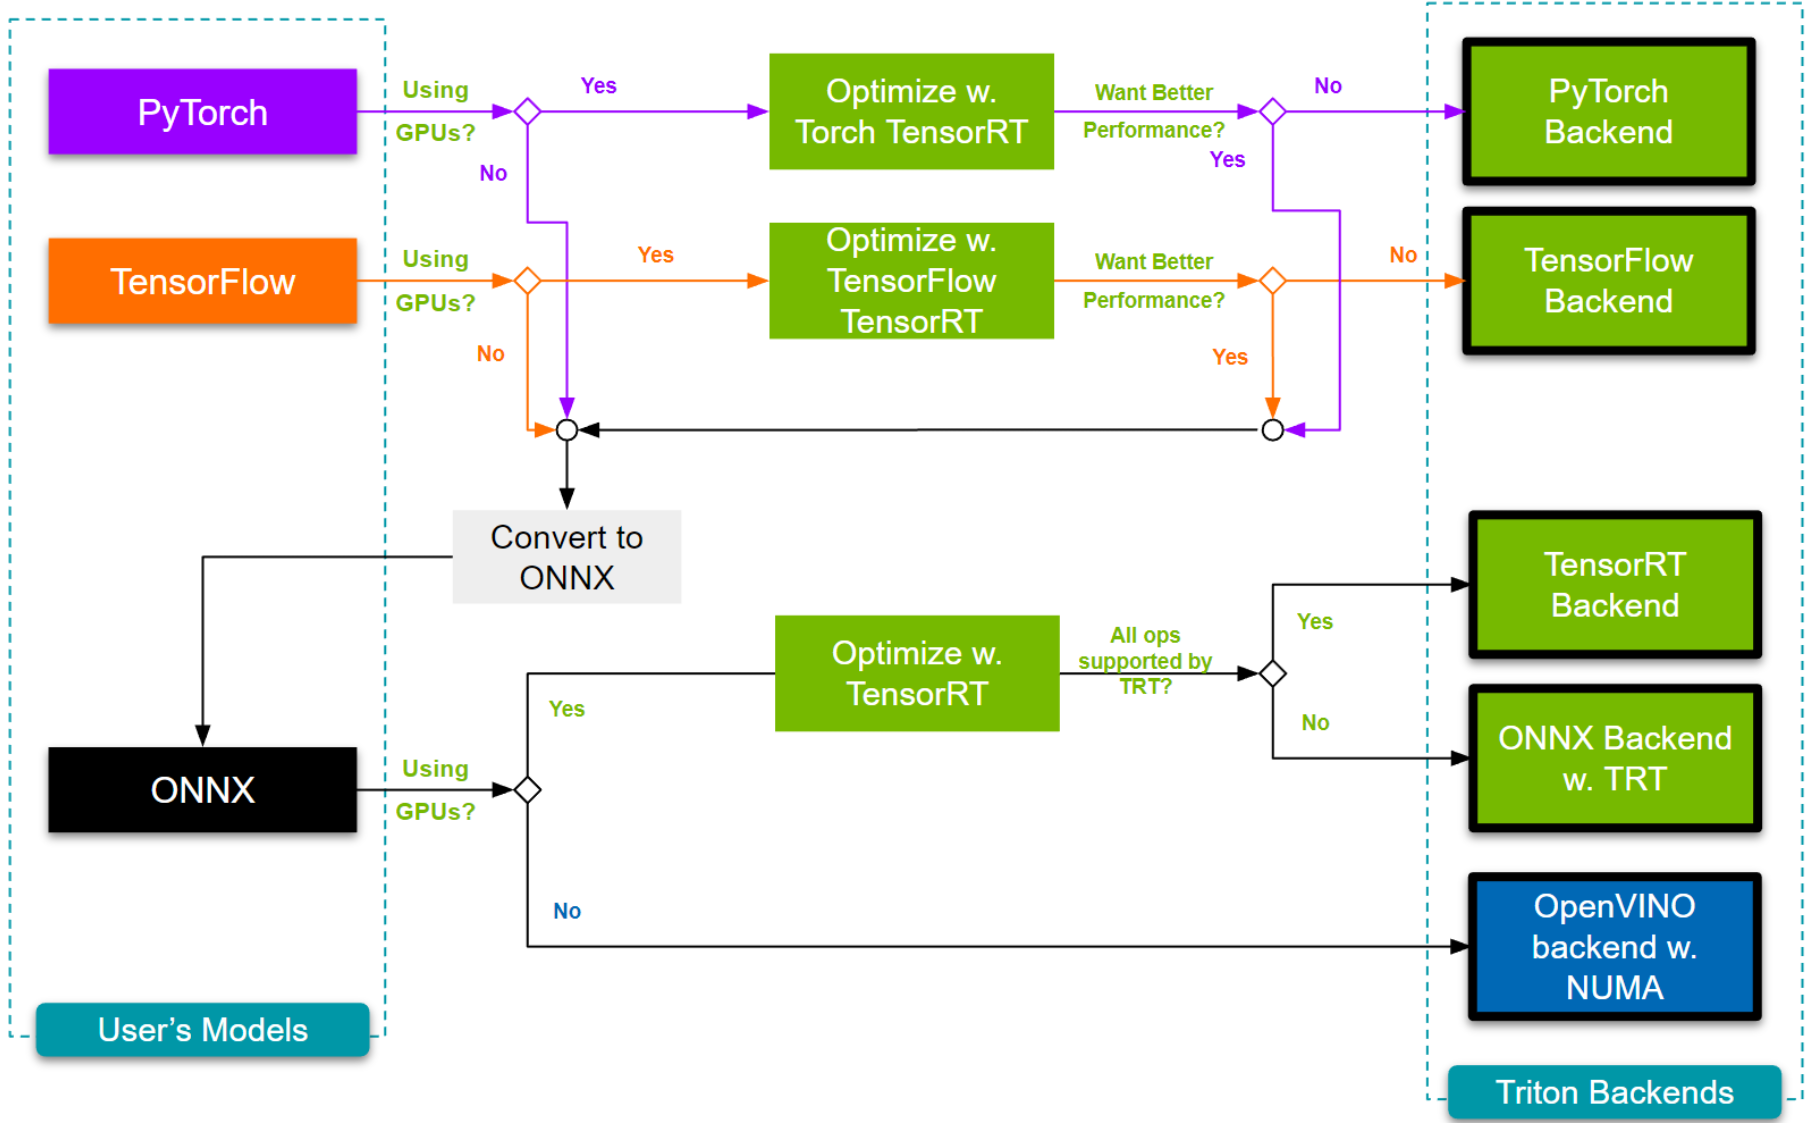 PyTorch
Using
GPUs?
Yes
No
Optimize w.
Torch TensorRT
Want Better
Performance?
No
Yes
PyTorch
Backend
TensorFlow
Using
GPUs?
Yes
No
Optimize w.
TensorFlow
TensorRT
Want Better
Performance?
No
Yes
TensorFlow
Backend
Convert to
ONNX
ONNX
Using
GPUs?
Yes
No
Optimize w.
TensorRT
All ops
supported by
TRT?
Yes
No
TensorRT
Backend
ONNX Backend
w. TRT
OpenVINO
backend w.
NUMA
User’s Models
Triton Backends